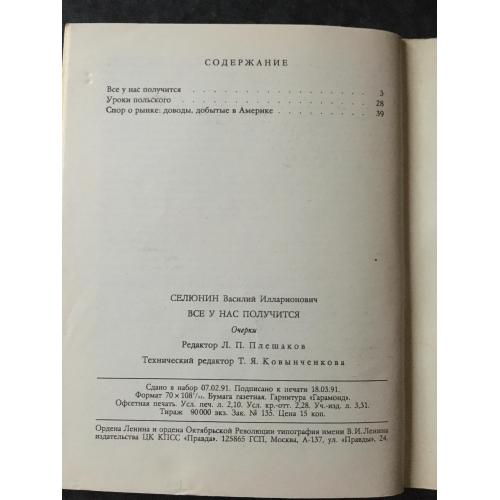 СОДЕРЖАНИЕ
Все у нас получится . . . . . . . . . . . . . . . . . 3
Уроки польского . . . . . . . . . . . . . . . . . . 28
Спор о рынке: доводы, добытые в Америке . . . . . . . . . 39
СЕЛЮНИН Василий Илларионович
ВСЕ У НАС ПОЛУЧИТСЯ
Очерки
Редактор Л. П. Плешаков
Технический редактор Т. Я. Ковынченкова
Сдано в набор 07.02.91. Подписано к печати 18.03.91.
Формат 70 × 108¹/₃₂. Бумага газетная. Гарнитура «Гарамонд».
Офсетная печать. Усл. печ. л. 2,10. Усл. кр.-отт. 2,28. Уч.-изд. л. 3,31.
Тираж 90 000 экз. Зак. № 135. Цена 15 коп.
Ордена Ленина и ордена Октябрьской Революции типография имени В. И. Ленина
издательства ЦК КПСС «Правда». 125865 ГСП, Москва, А-137, ул. «Правды», 24.